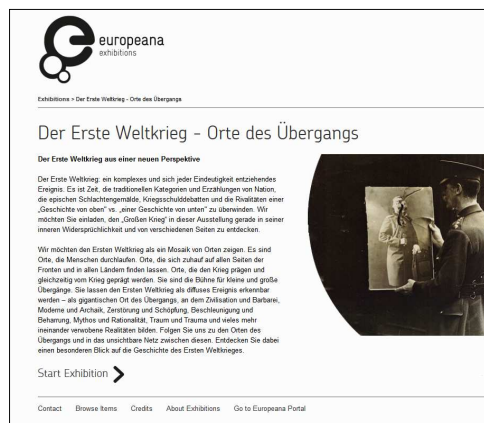 europeana
exhibitions
Exhibitions » Der Erste Weltkrieg - Orte des Übergangs
Der Erste Weltkrieg - Orte des Übergangs
Der Erste Weltkrieg aus einer neuen Perspektive
Der Erste Weltkrieg: ein komplexes und sich jeder Eindeutigkeit entziehendes
Ereignis. Es ist Zeit, die traditionellen Kategorien und Erzählungen von Nation,
die epischen Schlachtengemälde, Kriegsschulddebatten und die Rivalitäten einer
„Geschichte von oben" vs. „einer Geschichte von unten" zu überwinden. Wir
möchten Sie einladen, den „Großen Krieg" in dieser Ausstellung gerade in seiner
inneren Widersprüchlichkeit und von verschiedenen Seiten zu entdecken.
Wir möchten den Ersten Weltkrieg als ein Mosaik von Orten zeigen. Es sind
Orte, die Menschen durchlaufen. Orte, die sich zuhauf auf allen Seiten der
Fronten und in allen Ländern finden lassen. Orte, die den Krieg prägen und
gleichzeitig vom Krieg geprägt werden. Sie sind die Bühne für kleine und große
Übergänge. Sie lassen den Ersten Weltkrieg als diffuses Ereignis erkennbar
werden – als gigantischen Ort des Übergangs, an dem Zivilisation und Barbarei,
Moderne und Archaik, Zerstörung und Schöpfung, Beschleunigung und
Beharrung, Mythos und Rationalität, Traum und Trauma und vieles mehr
ineinander verwobene Realitäten bilden. Folgen Sie uns zu den Orten des
Übergangs und in das unsichtbare Netz zwischen diesen. Entdecken Sie dabei
einen besonderen Blick auf die Geschichte des Ersten Weltkrieges.
Start Exhibition
Contact Browse Items Credits About Exhibitions Go to Europeana Portal